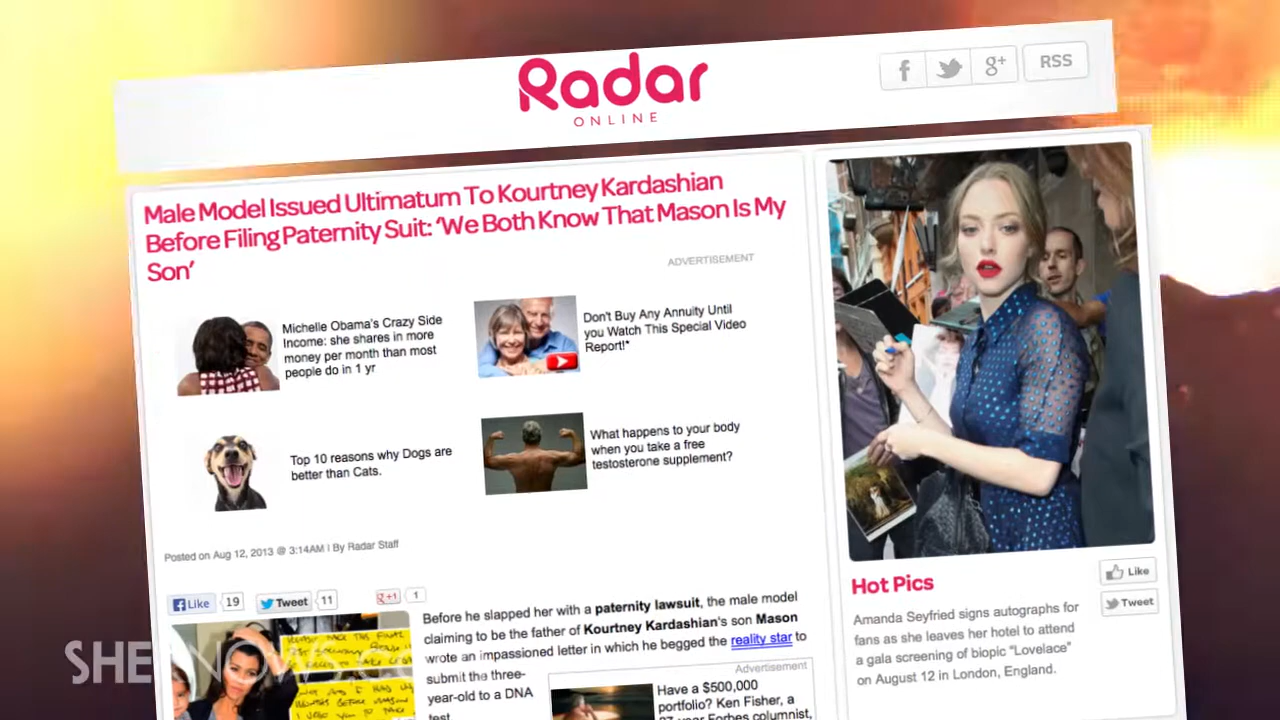 Radar
ONLINE
f
g+
RSS
Male Model Issued Ultimatum To Kourtney Kardashian
Before Filing Paternity Suit: ‘We Both Know That Mason Is My
Son’
ADVERTISEMENT
Michelle Obama's Crazy Side
Income: she shares in more
money per month than most
people do in 1 yr
Don't Buy Any Annuity Until
you Watch This Special Video
Report!*
Top 10 reasons why Dogs are
better than Cats.
What happens to your body
when you take a free
testosterone supplement?
Posted on Aug 12, 2013 @ 3:14AM | By Radar Staff
Like 19 Tweet 11 g+1 1
Before he slapped her with a paternity lawsuit, the male model
claiming to be the father of Kourtney Kardashian's son Mason
wrote an impassioned letter in which he begged the reality star to
submit the three-
year-old to a DNA
test
Advertisement
Have a $500,000
portfolio? Ken Fisher, a
Forbes columnist,
Hot Pics
Like
Tweet
Amanda Seyfried signs autographs for
fans as she leaves her hotel to attend
a gala screening of biopic “Lovelace”
on August 12 in London, England.